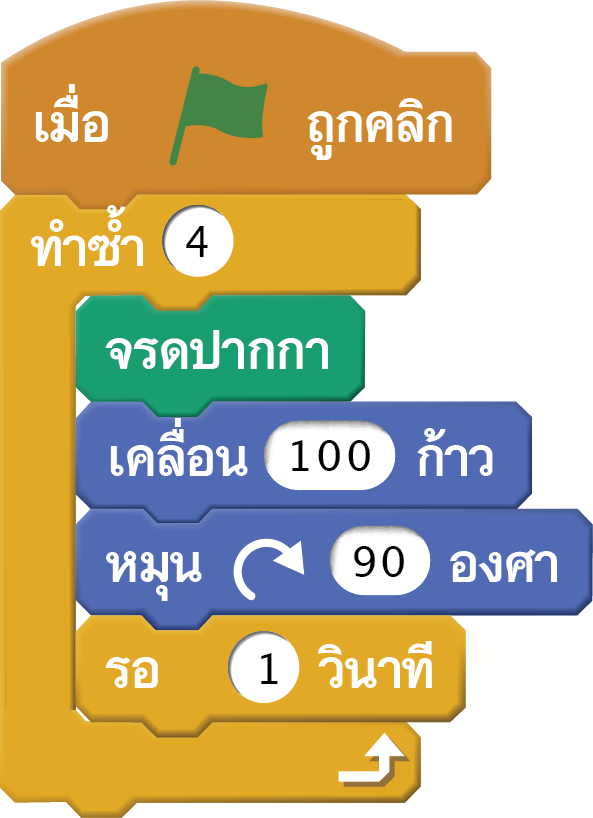 เมื่อ ถูกคลิก
ทำซ้ำ 4
จรดปากกา
เคลื่อน 100 ก้าว
หมุน 90 องศา
รอ 1 วินาที